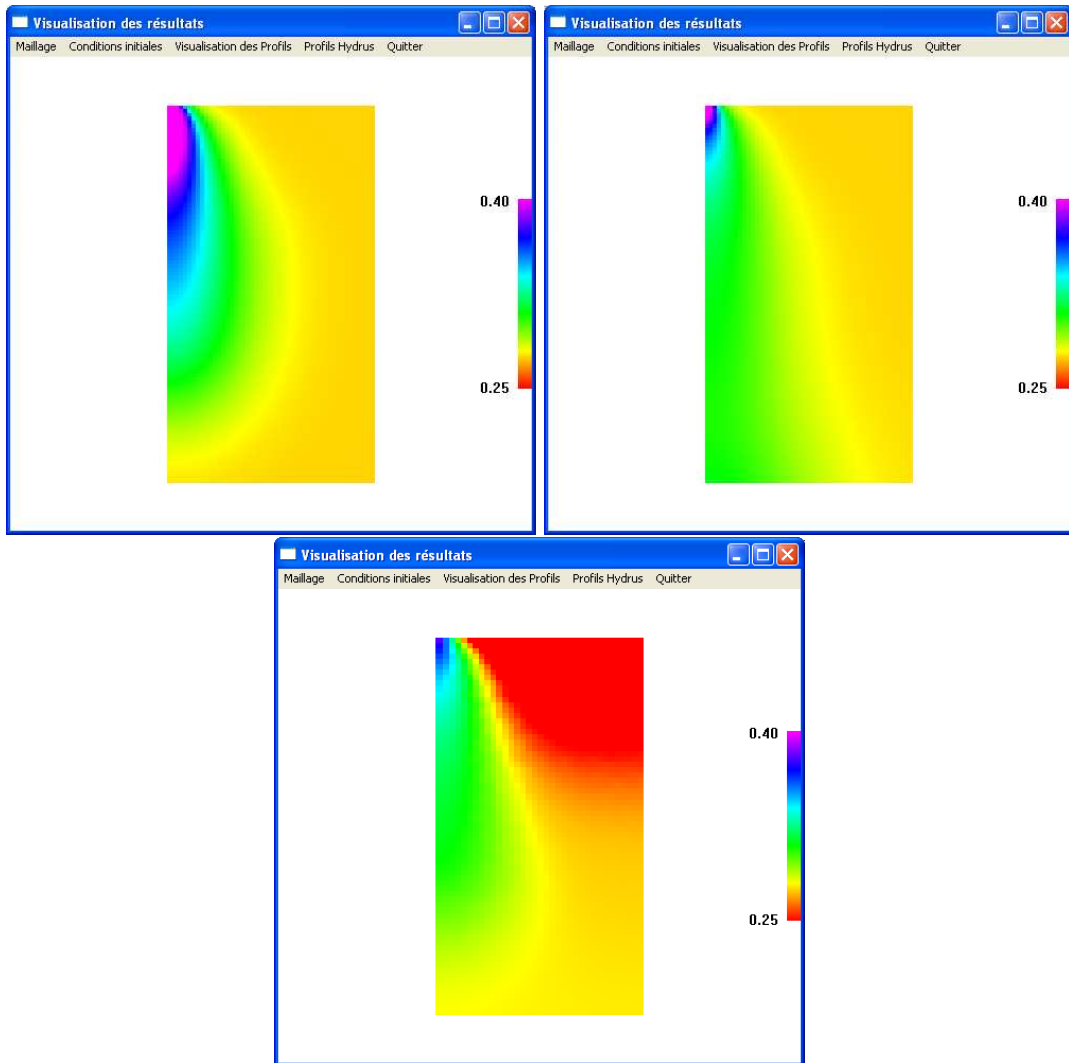 Visualisation des résultats
Maillage Conditions initiales Visualisation des Profils Profils Hydrus Quitter
0.40
0.25
Visualisation des résultats
Maillage Conditions initiales Visualisation des Profils Profils Hydrus Quitter
0.40
0.25
Visualisation des résultats
Maillage Conditions initiales Visualisation des Profils Profils Hydrus Quitter
0.40
0.25